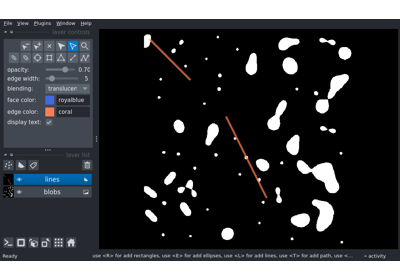 File View Plugins Window Help
layer controls
opacity: 0.70
edge width: 5
blending: translucen
face color: royalblue
edge color: coral
display text:
layer list
lines
blobs
Ready use <R> for add rectangles, use <E> for add ellipses, use <L> for add lines, use <T> for add path, use <... activity